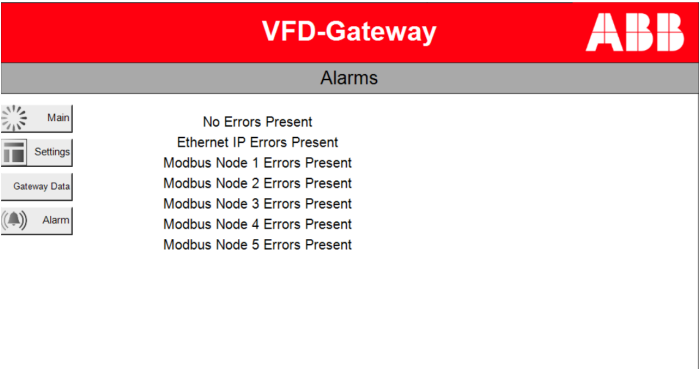 VFD-Gateway
ABB
Alarms
Main
Settings
Gateway Data
Alarm
No Errors Present
Ethernet IP Errors Present
Modbus Node 1 Errors Present
Modbus Node 2 Errors Present
Modbus Node 3 Errors Present
Modbus Node 4 Errors Present
Modbus Node 5 Errors Present